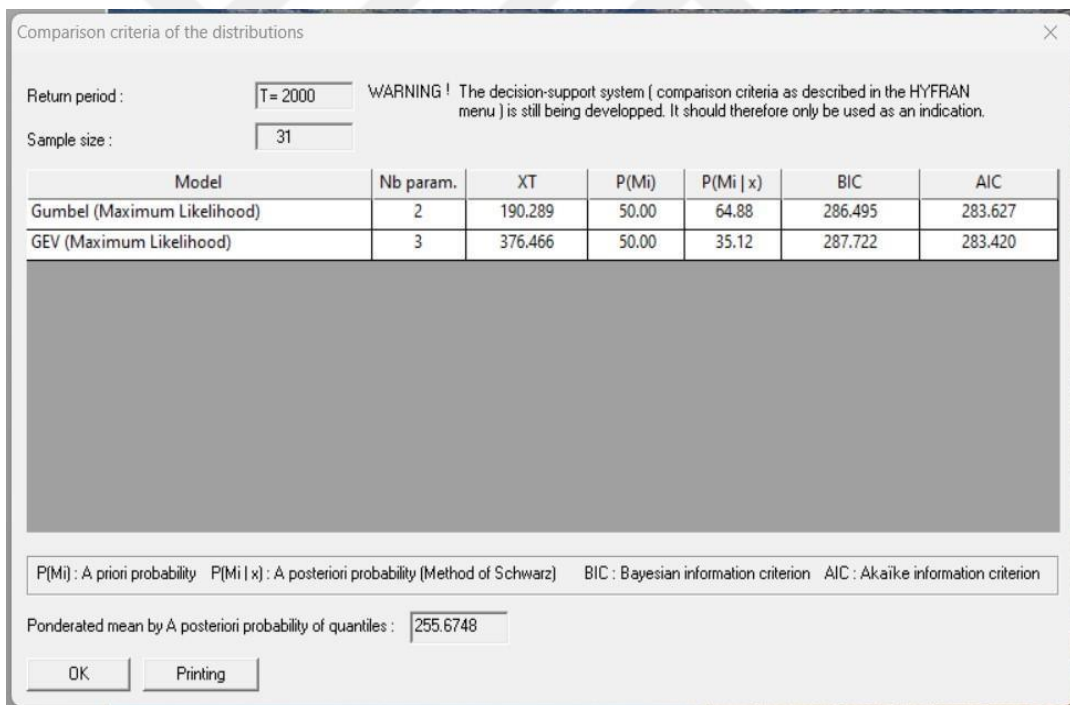 Comparison criteria of the distributions
Return period :
T= 2000
WARNING ! The decision-support system ( comparison criteria as described in the HYFRAN
menu ) is still being developped. It should therefore only be used as an indication.
Sample size :
31
Model Nb param. XT P(Mi) P(Mi | x) BIC AIC
Gumbel (Maximum Likelihood) 2 190.289 50.00 64.88 286.495 283.627
GEV (Maximum Likelihood) 3 376.466 50.00 35.12 287.722 283.420
P(Mi) : A priori probability P(Mi | x) : A posteriori probability (Method of Schwarz) BIC : Bayesian information criterion AIC : Akaïke information criterion
Ponderated mean by A posteriori probability of quantiles : 255.6748
OK Printing